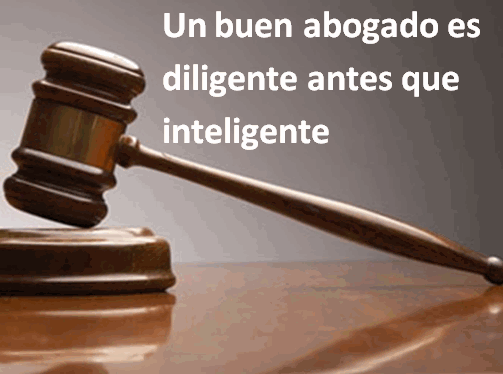 Un buen abogado es
diligente antes que
inteligente